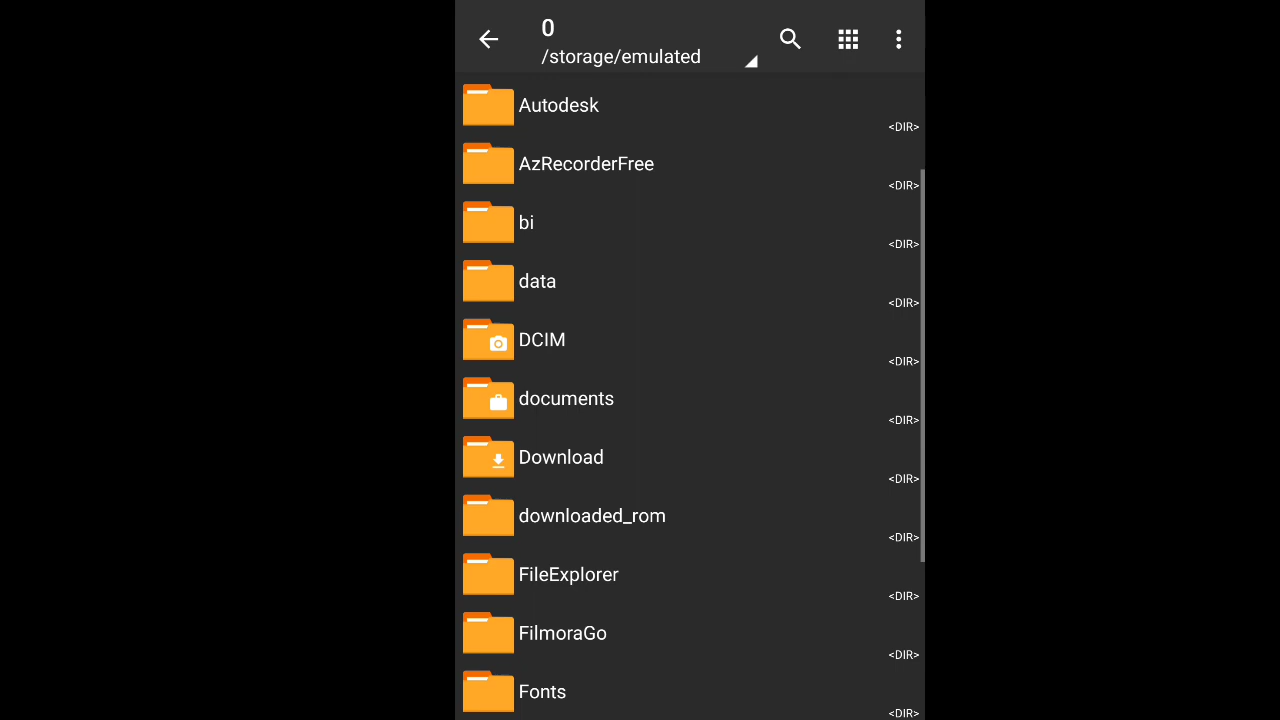 0
/storage/emulated
Autodesk
<DIR>
AzRecorderFree
<DIR>
bi
<DIR>
data
<DIR>
DCIM
<DIR>
documents
<DIR>
Download
<DIR>
downloaded_rom
<DIR>
FileExplorer
<DIR>
FilmoraGo
<DIR>
Fonts
<DIR>